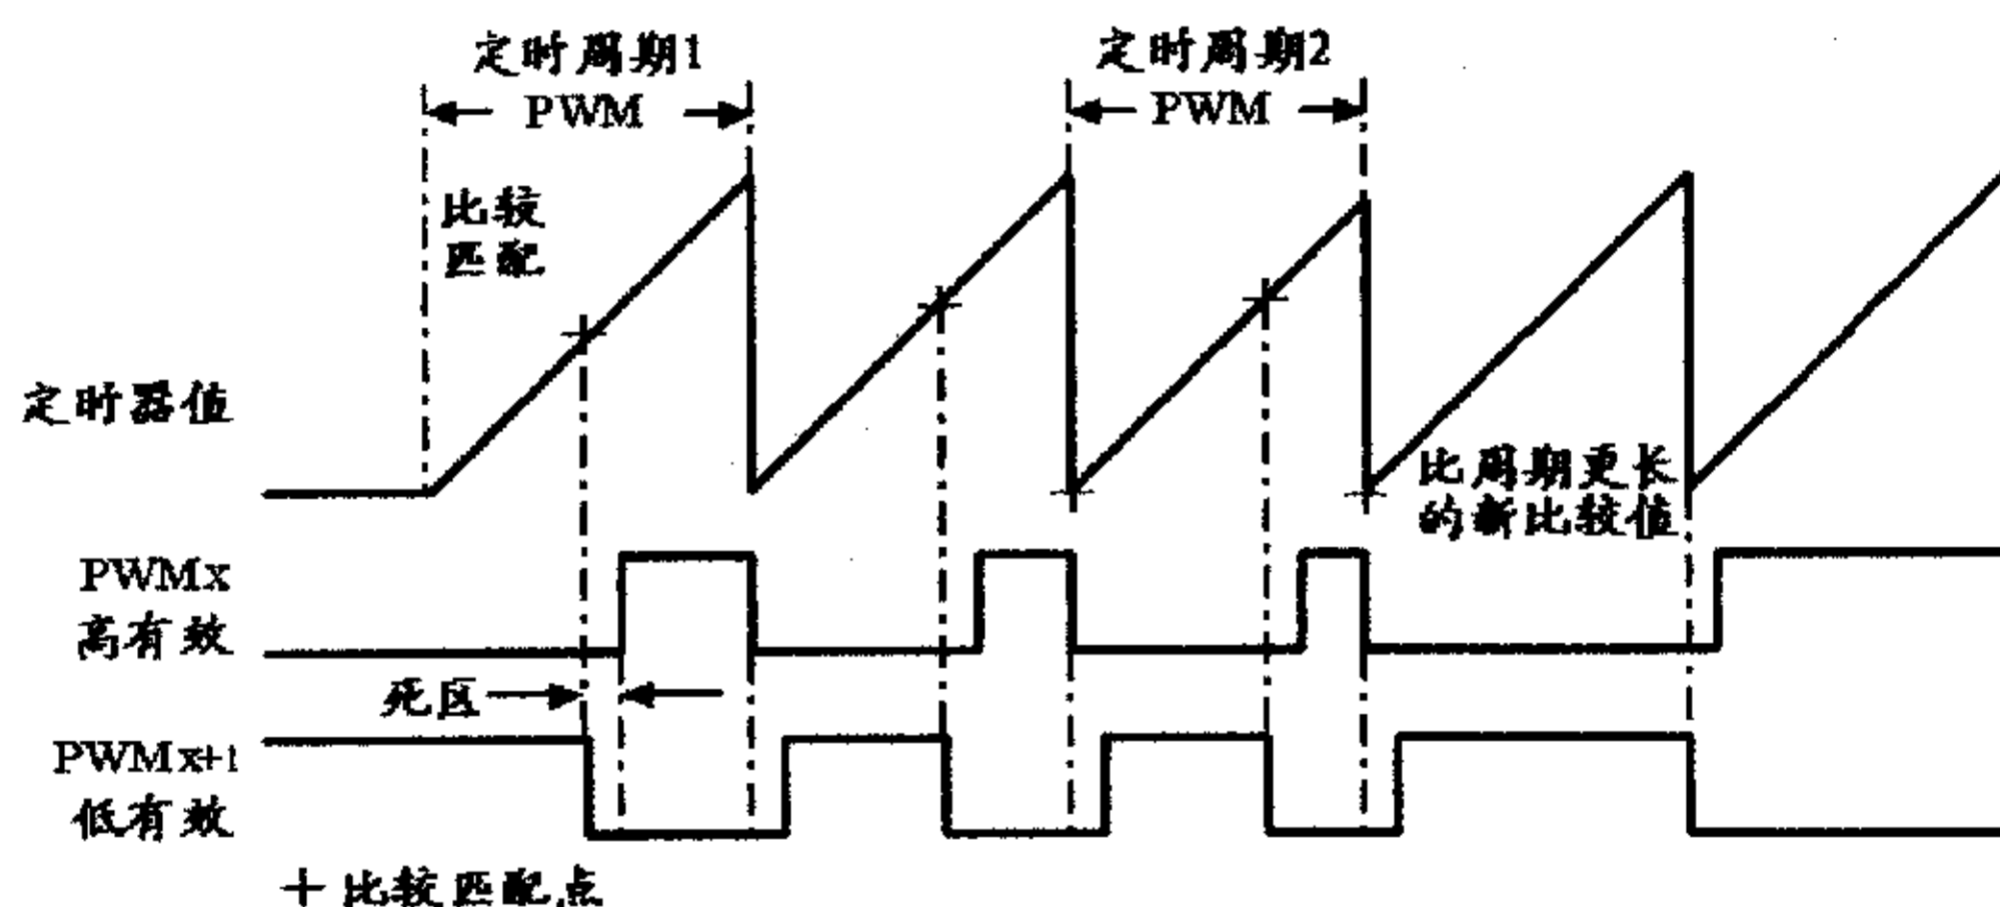 定时周期1
PWM
定时周期2
PWM
比较
匹配
定时器值
比周期更长
的新比较值
PWMx
高有效
死区
PWMx+1
低有效
+ 比较匹配点